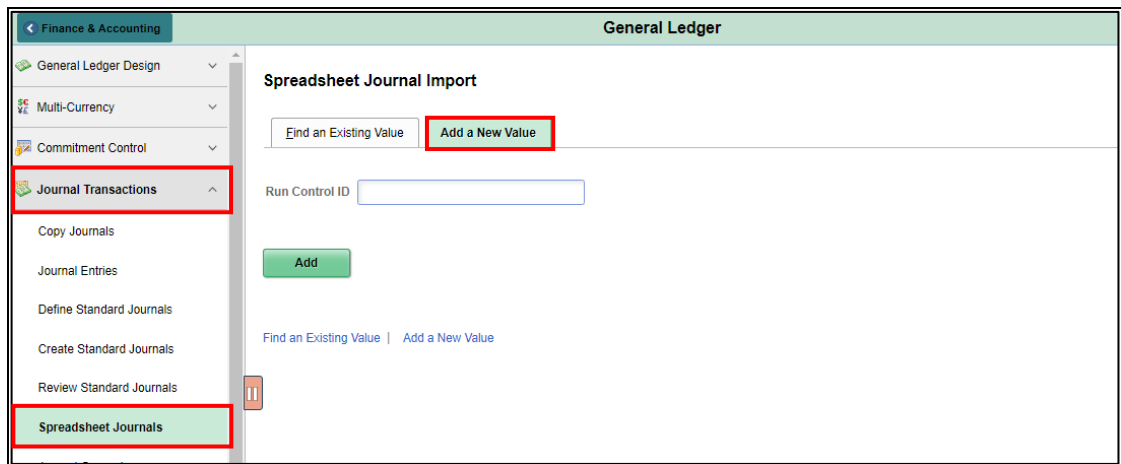 Finance & Accounting
General Ledger
General Ledger Design
Multi-Currency
Commitment Control
Journal Transactions
Copy Journals
Journal Entries
Define Standard Journals
Create Standard Journals
Review Standard Journals
Spreadsheet Journals
Spreadsheet Journal Import
Find an Existing Value
Add a New Value
Run Control ID
Add
Find an Existing Value | Add a New Value